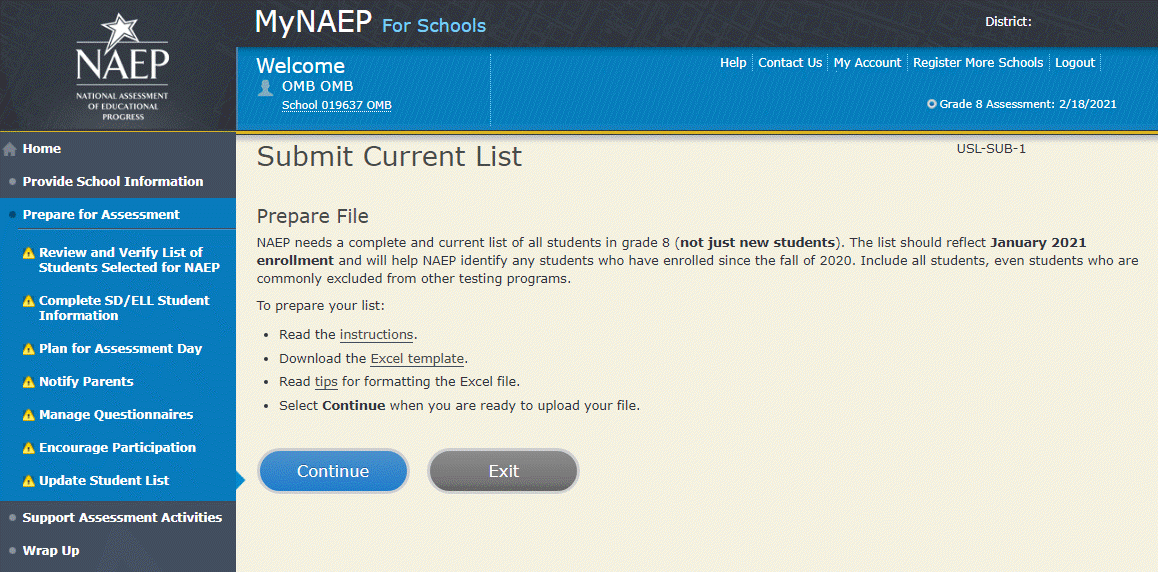 NAEP
NATIONAL ASSESSMENT
OF EDUCATIONAL
PROGRESS
MyNAEP For Schools
District:
Welcome
OMB OMB
School 019637 OMB
Help
Contact Us
My Account
Register More Schools
Logout
Grade 8 Assessment: 2/18/2021
Home
Provide School Information
Prepare for Assessment
Review and Verify List of
Students Selected for NAEP
Complete SD/ELL Student
Information
Plan for Assessment Day
Notify Parents
Manage Questionnaires
Encourage Participation
Update Student List
Support Assessment Activities
Wrap Up
Submit Current List
USL-SUB-1
Prepare File
NAEP needs a complete and current list of all students in grade 8 (not just new students). The list should reflect January 2021
enrollment and will help NAEP identify any students who have enrolled since the fall of 2020. Include all students, even students who are
commonly excluded from other testing programs.
To prepare your list:
• Read the instructions.
• Download the Excel template.
• Read tips for formatting the Excel file.
• Select Continue when you are ready to upload your file.
Continue
Exit